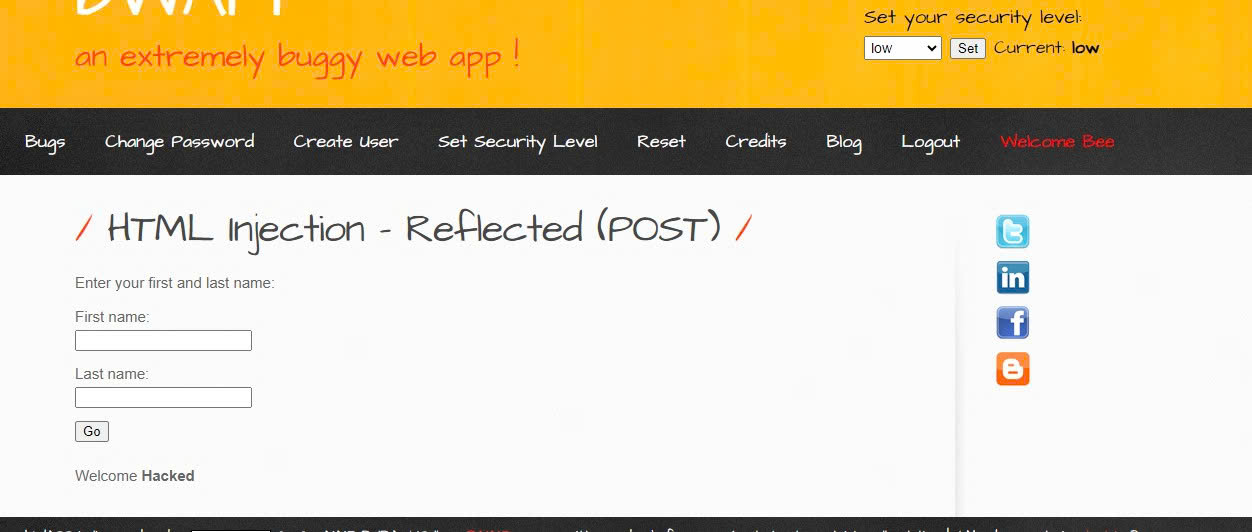 Set your security level:
an extremely buggy web app !
low Set Current: low
Bugs Change Password Create User Set Security Level Reset Credits Blog Logout Welcome Bee
/ HTML Injection - Reflected (POST) /
Enter your first and last name:
First name:
Last name:
Go
Welcome Hacked